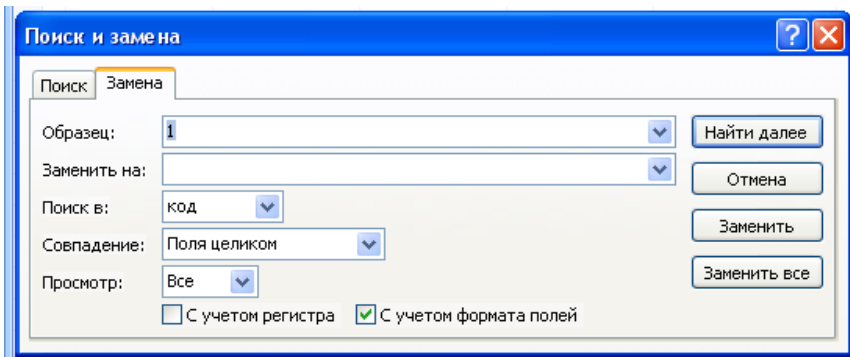 Поиск и замена
Поиск Замена
Образец: 1 Найти далее
Заменить на: Отмена
Поиск в: код
Заменить
Совпадение: Поля целиком
Просмотр: Все Заменить все
С учетом регистра С учетом формата полей